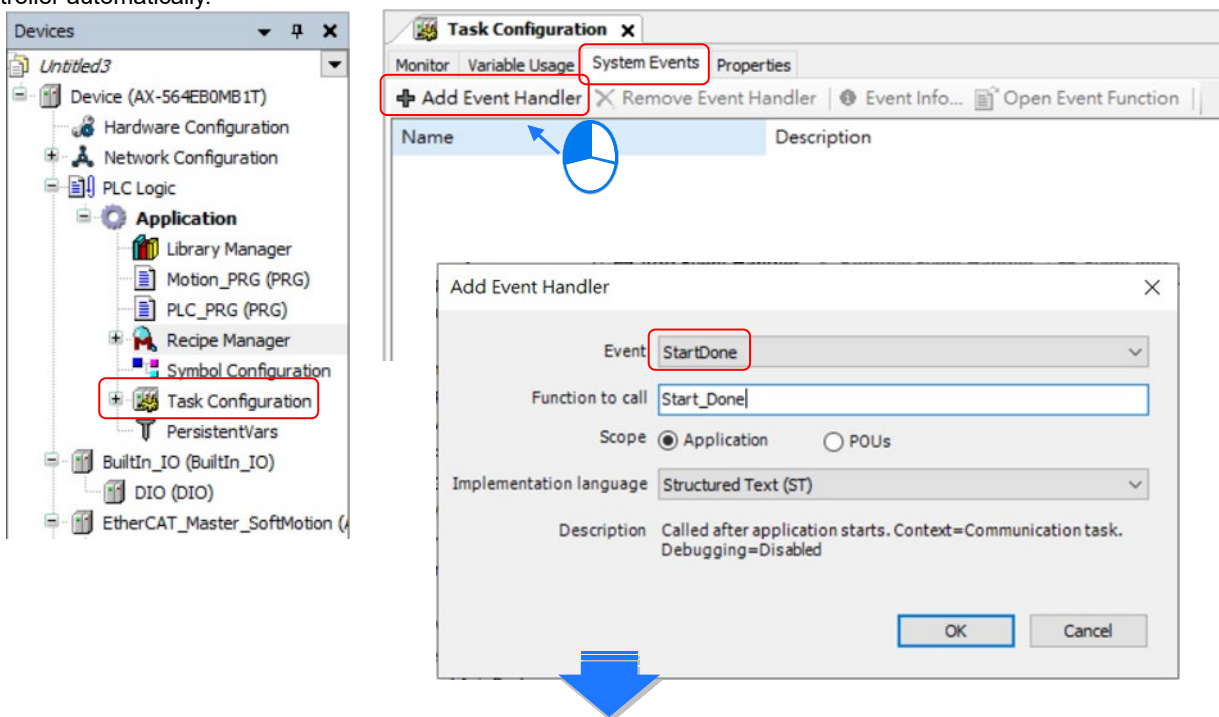 troller automatically.
Devices
Untitled3
Device (AX-564EB0MB1T)
Hardware Configuration
Network Configuration
PLC Logic
Application
Library Manager
Motion_PRG (PRG)
PLC_PRG (PRG)
Recipe Manager
Symbol Configuration
Task Configuration
PersistentVars
BuiltIn_IO (BuiltIn_IO)
DIO (DIO)
EtherCAT_Master_SoftMotion (
Task Configuration
Monitor Variable Usage System Events Properties
Add Event Handler Remove Event Handler Event Info... Open Event Function
Name Description
Add Event Handler
Event StartDone
Function to call Start_Done
Scope Application POUs
Implementation language Structured Text (ST)
Description Called after application starts. Context=Communication task.
Debugging=Disabled
OK Cancel